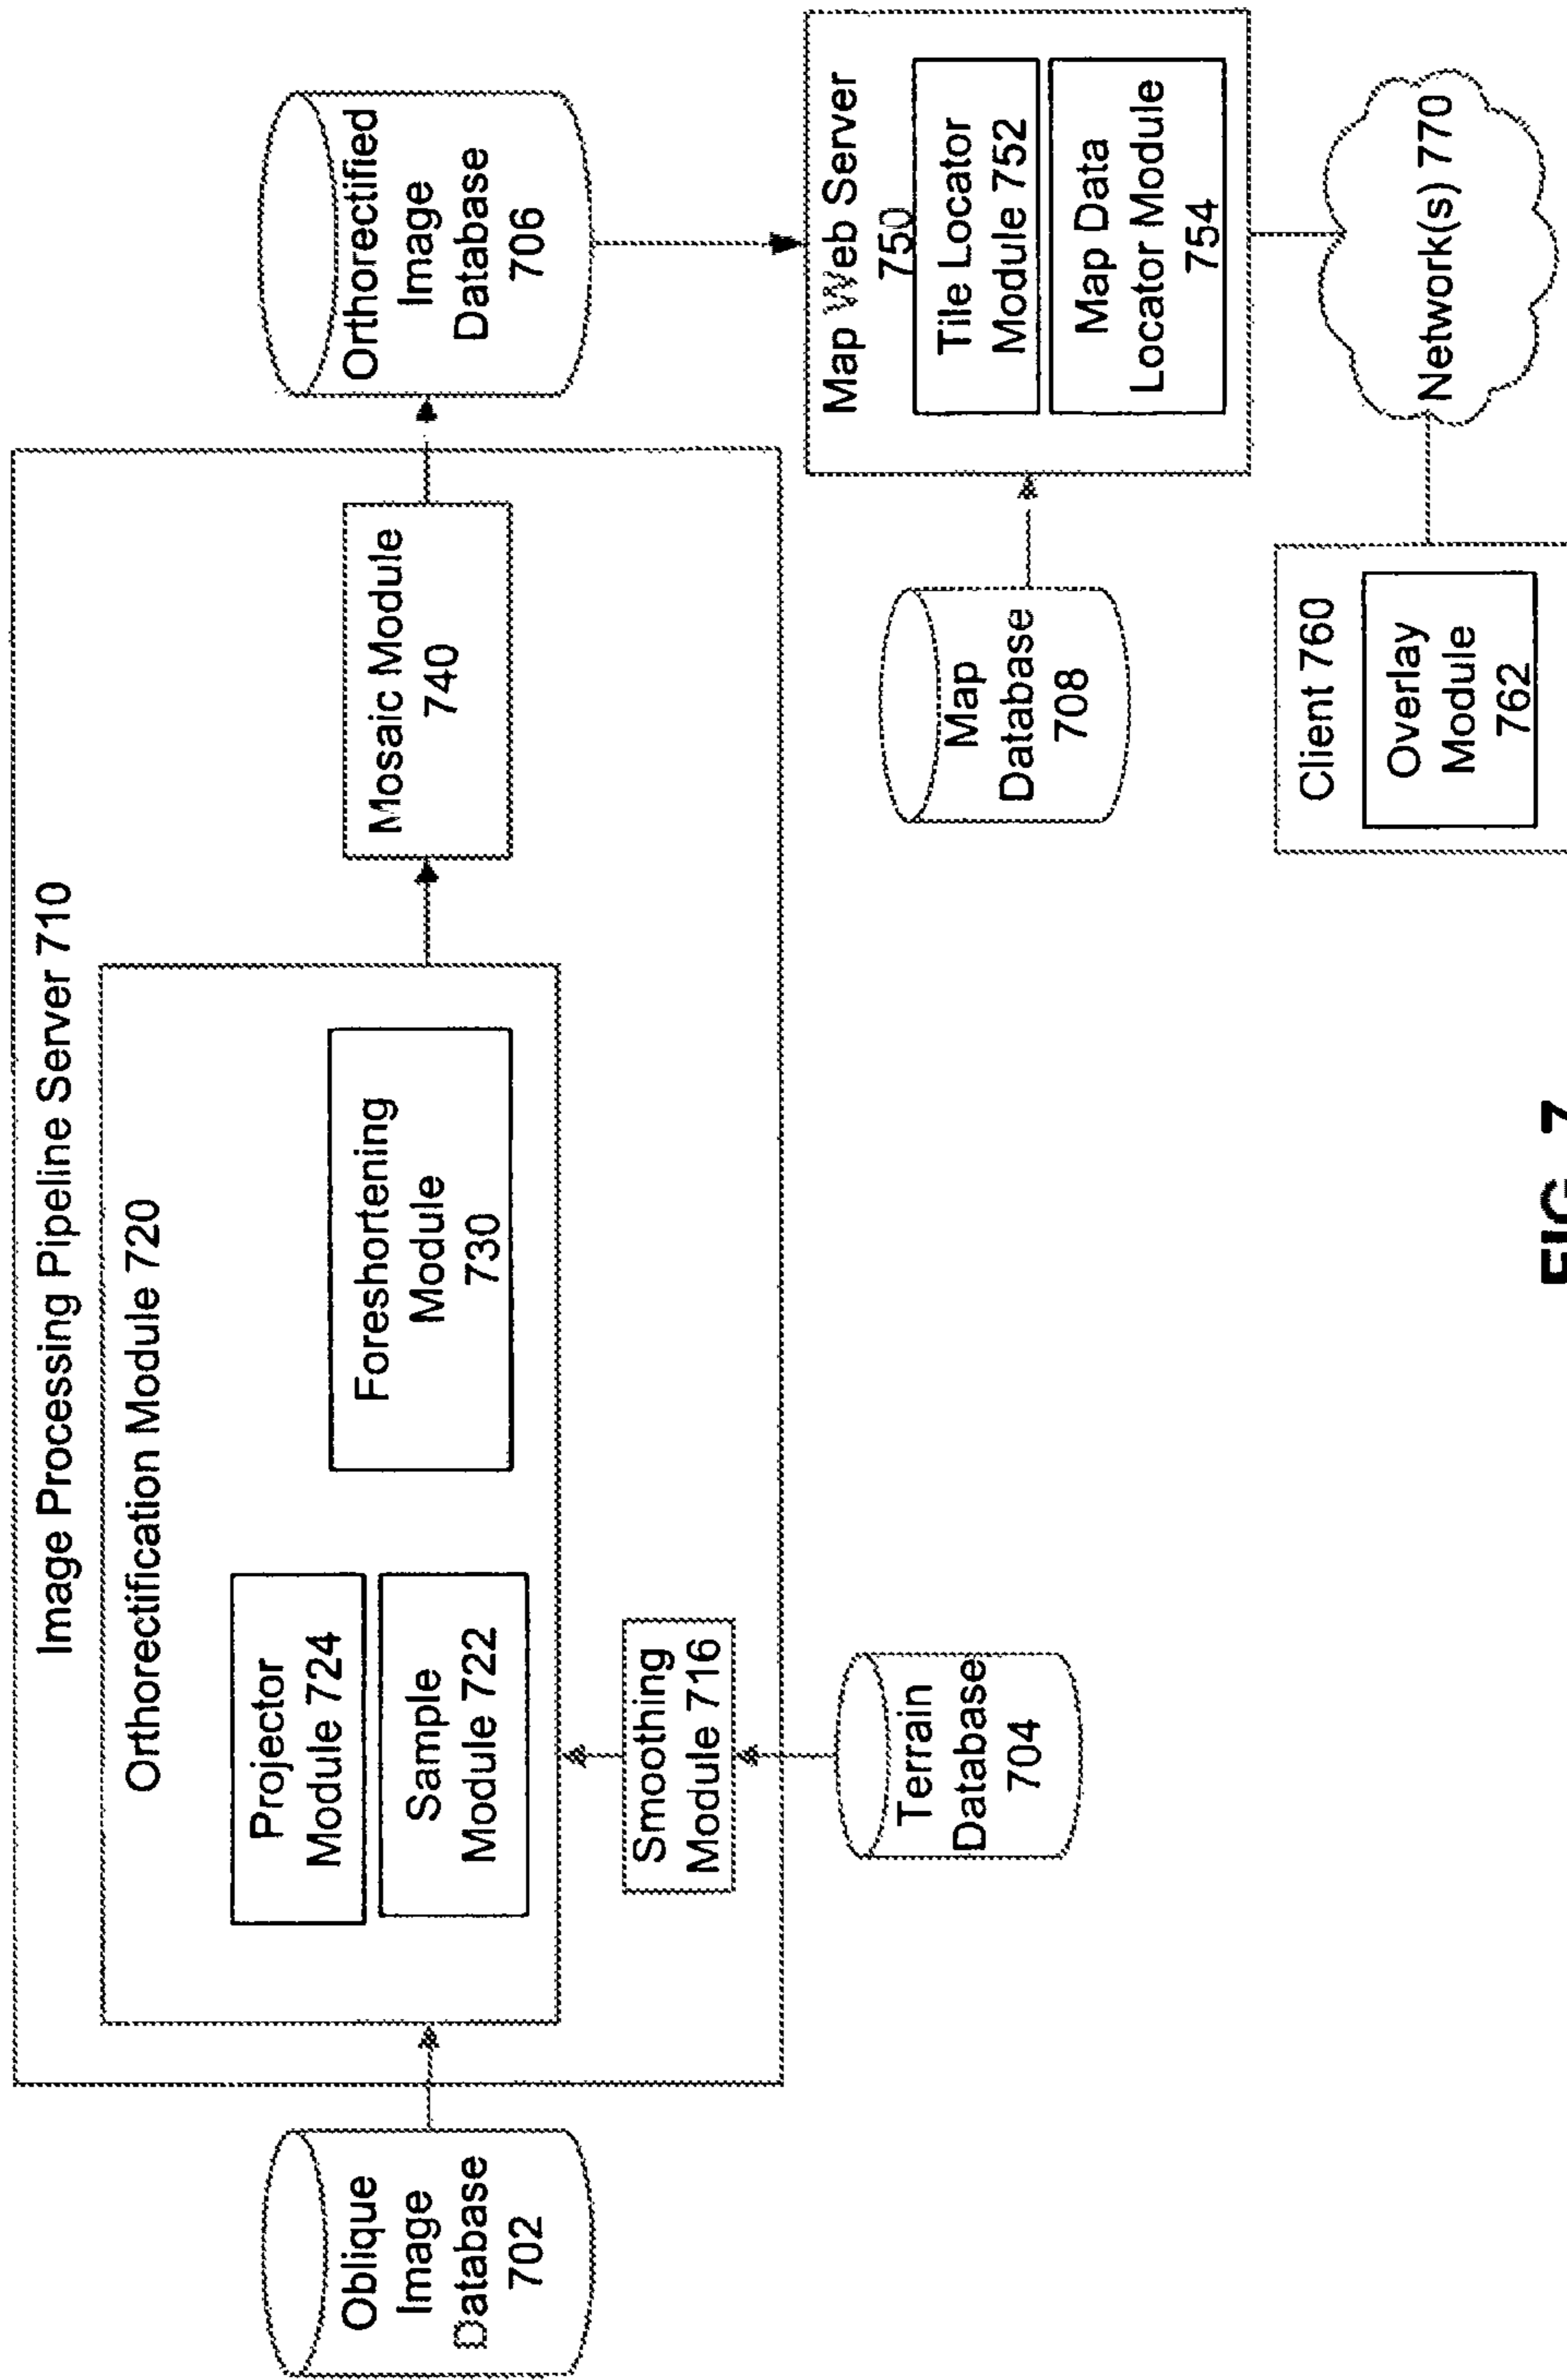 Image Processing Pipeline Server 710
Orthorectification Module 720
Projector
Module 724
Sample
Module 722
Foreshortening
Module
730
Mosaic Module
740
Smoothing
Module 716
Oblique
Image
Database
702
Terrain
Database
704
Orthorectified
Image
Database
706
Map Web Server
750
Tile Locator
Module 752
Map Data
Locator Module
754
Map
Database
708
Client 760
Overlay
Module
762
Network(s) 770
FIG. 7